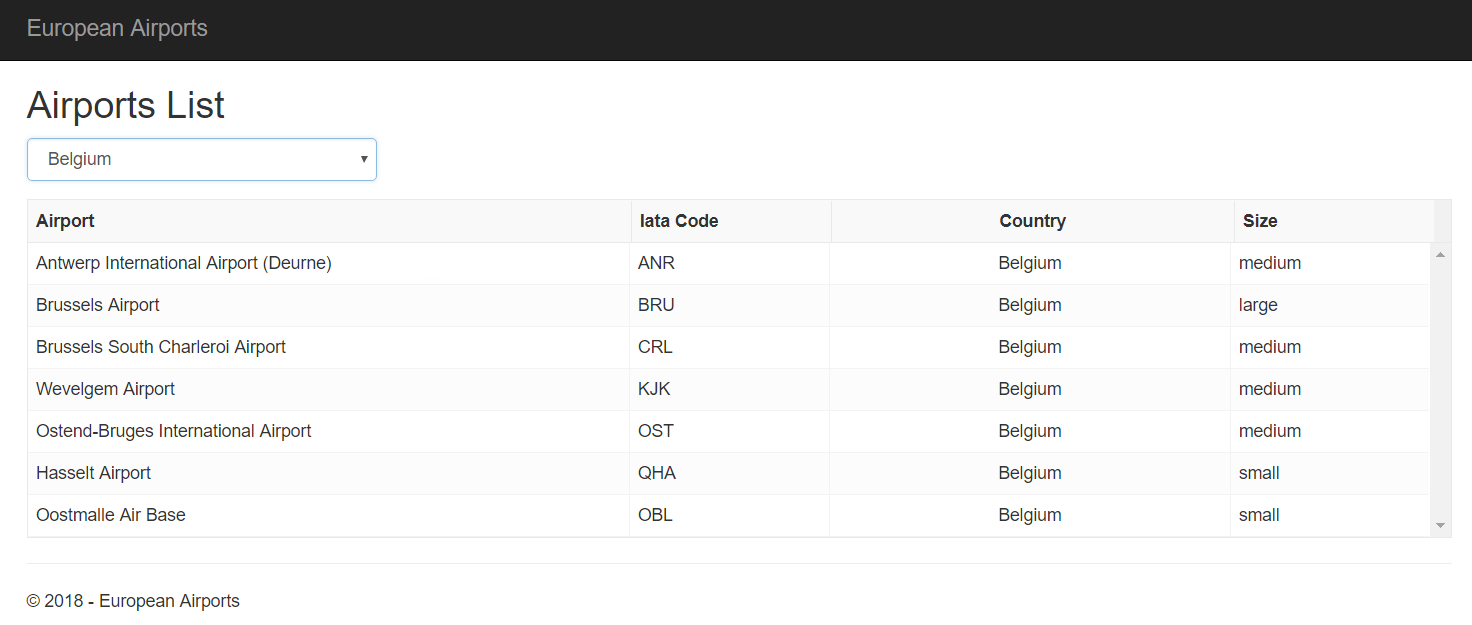 European Airports
Airports List
Belgium
Airport Iata Code Country Size
Antwerp International Airport (Deurne) ANR Belgium medium
Brussels Airport BRU Belgium large
Brussels South Charleroi Airport CRL Belgium medium
Wevelgem Airport KJK Belgium medium
Ostend-Bruges International Airport OST Belgium medium
Hasselt Airport QHA Belgium small
Oostmalle Air Base OBL Belgium small
© 2018 - European Airports